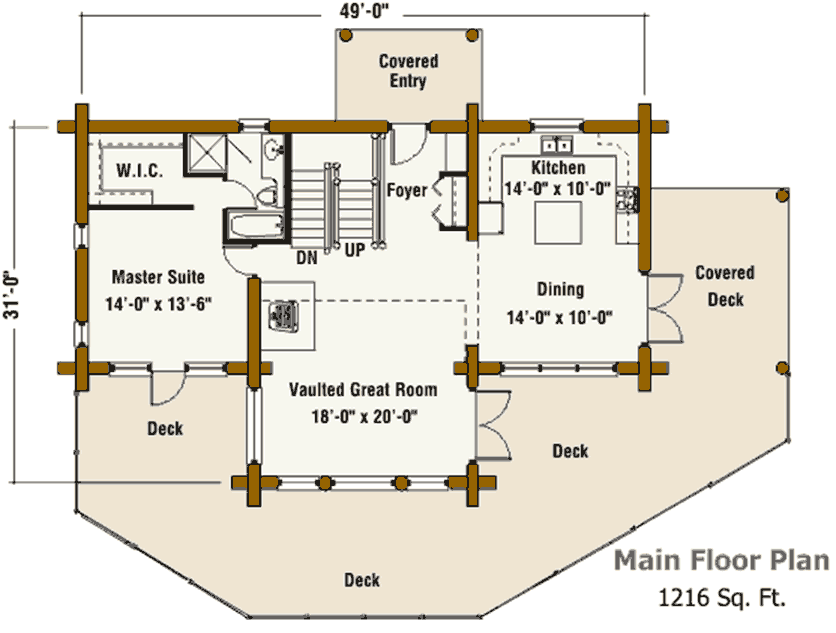 49'-0"
Covered
Entry
W.I.C.
Foyer
Kitchen
14'-0" x 10'-0"
DN
UP
Master Suite
14'-0" x 13'-6"
31'-0"
Dining
14'-0" x 10'-0"
Covered
Deck
Vaulted Great Room
18'-0" x 20'-0"
Deck
Deck
Deck
Main Floor Plan
1216 Sq. Ft.